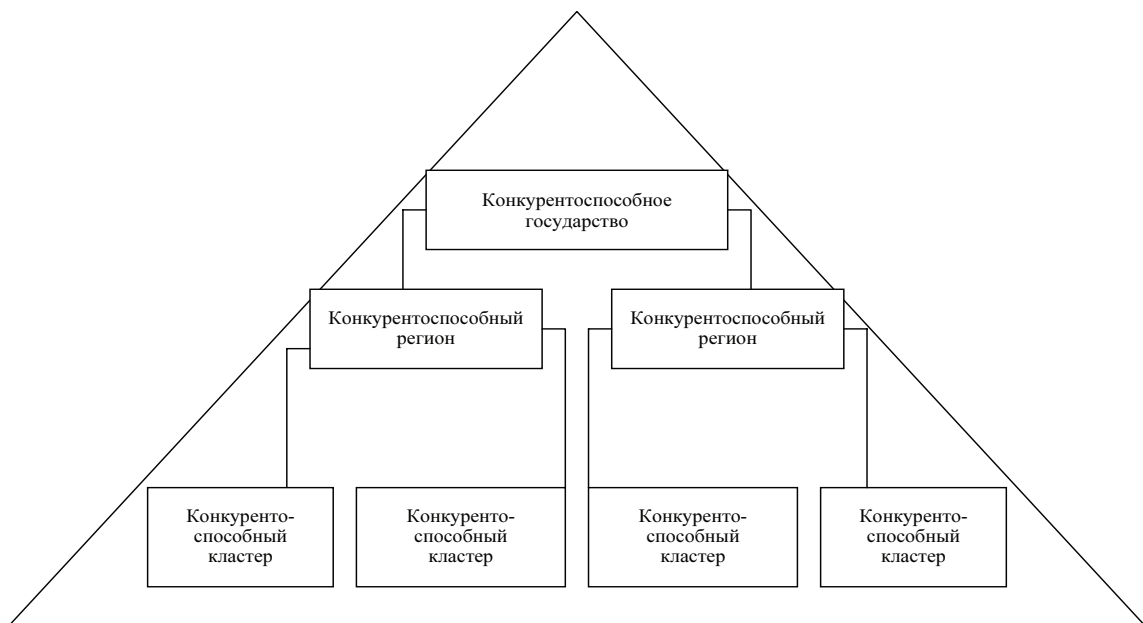 Конкурентоспособное
государство
Конкурентоспособный
регион
Конкурентоспособный
регион
Конкуренто-
способный
кластер
Конкуренто-
способный
кластер
Конкуренто-
способный
кластер
Конкуренто-
способный
кластер